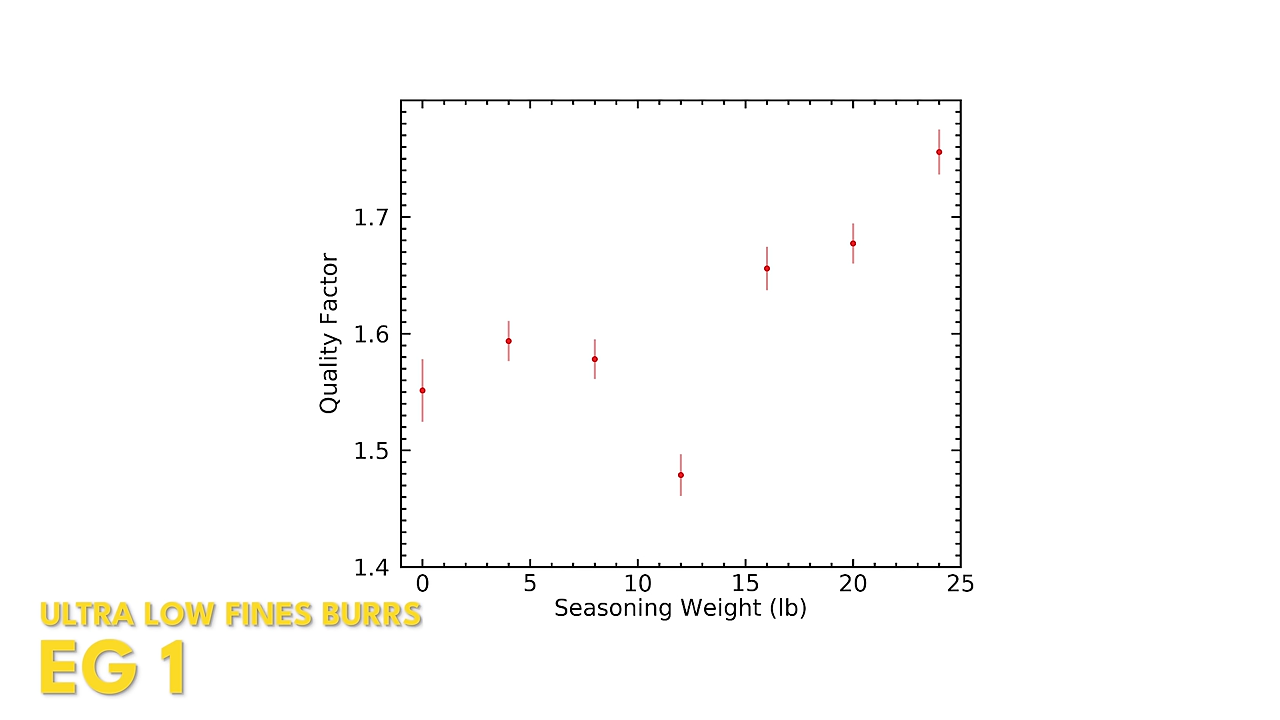 1.7
1.6
1.5
1.4
Quality Factor
0 5 10 15 20 25
Seasoning Weight (lb)
ULTRA LOW FINES BURRS
EG 1